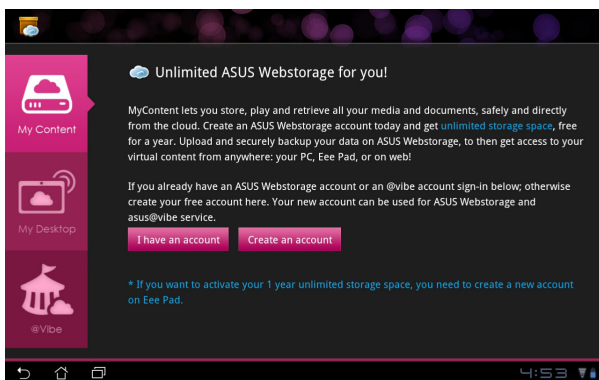 Unlimited ASUS Webstorage for you!
My Content
MyContent lets you store, play and retrieve all your media and documents, safely and directly
from the cloud. Create an ASUS Webstorage account today and get unlimited storage space, free
for a year. Upload and securely backup your data on ASUS Webstorage, to then get access to your
virtual content from anywhere: your PC, Eee Pad, or on web!
If you already have an ASUS Webstorage account or an @vibe account sign-in below; otherwise
create your free account here. Your new account can be used for ASUS Webstorage and
asus@vibe service.
My Desktop
I have an account
Create an account
* If you want to activate your 1 year unlimited storage space, you need to create a new account
on Eee Pad.
@Vibe
4:53